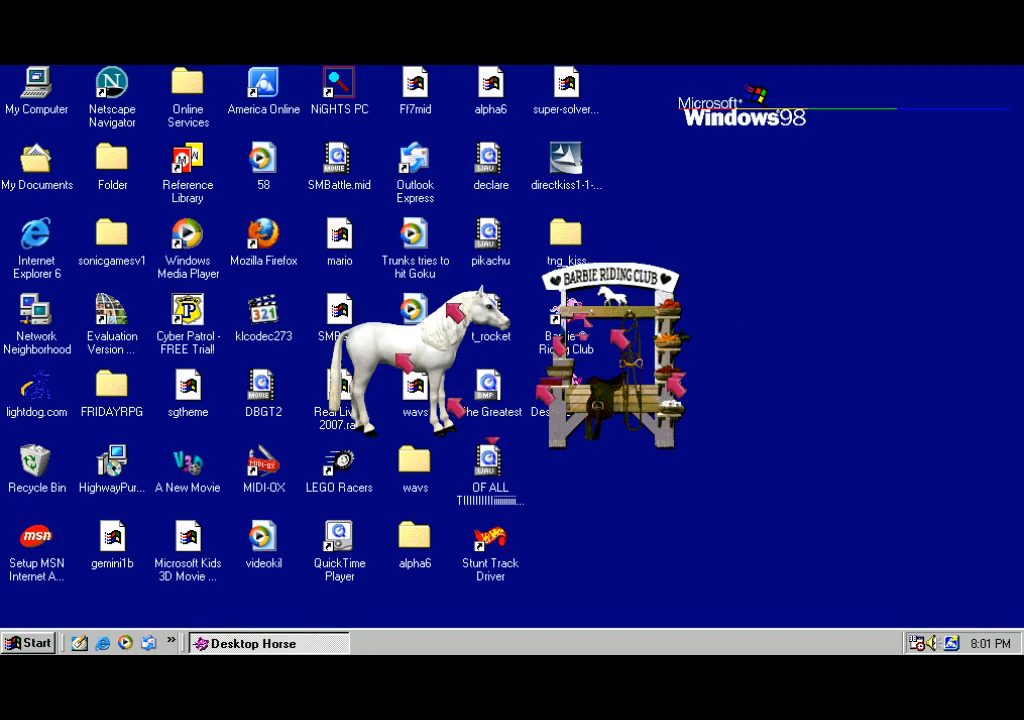 My Computer
Netscape
Navigator
Online
Services
America Online
NiGHTS PC
Ff7mid
alpha6
super-solver...
Microsoft
Windows98
My Documents
Folder
Reference
Library
58
SMBattle.mid
Outlook
Express
declare
directkiss1-1-...
Internet
Explorer 6
sonicgamesv1
Windows
Media Player
Mozilla Firefox
mario
Trunks tries to
hit Goku
pikachu
tng_kiss
BARBIE RIDING CLUB
Network
Neighborhood
Evaluation
Version ...
Cyber Patrol -
FREE Trial!
klcodec273
t_rocket
Riding Club
lightdog.com
FRIDAYRPG
sgtheme
DBGT2
2007.ra
wavs
The Greatest
Recycle Bin
HighwayPur...
A New Movie
MIDI-OX
LEGO Racers
wavs
OF ALL
Setup MSN
Internet A...
gemini1b
Microsoft Kids
3D Movie ...
videokil
QuickTime
Player
alpha6
Stunt Track
Driver
Start
Desktop Horse
8:01 PM